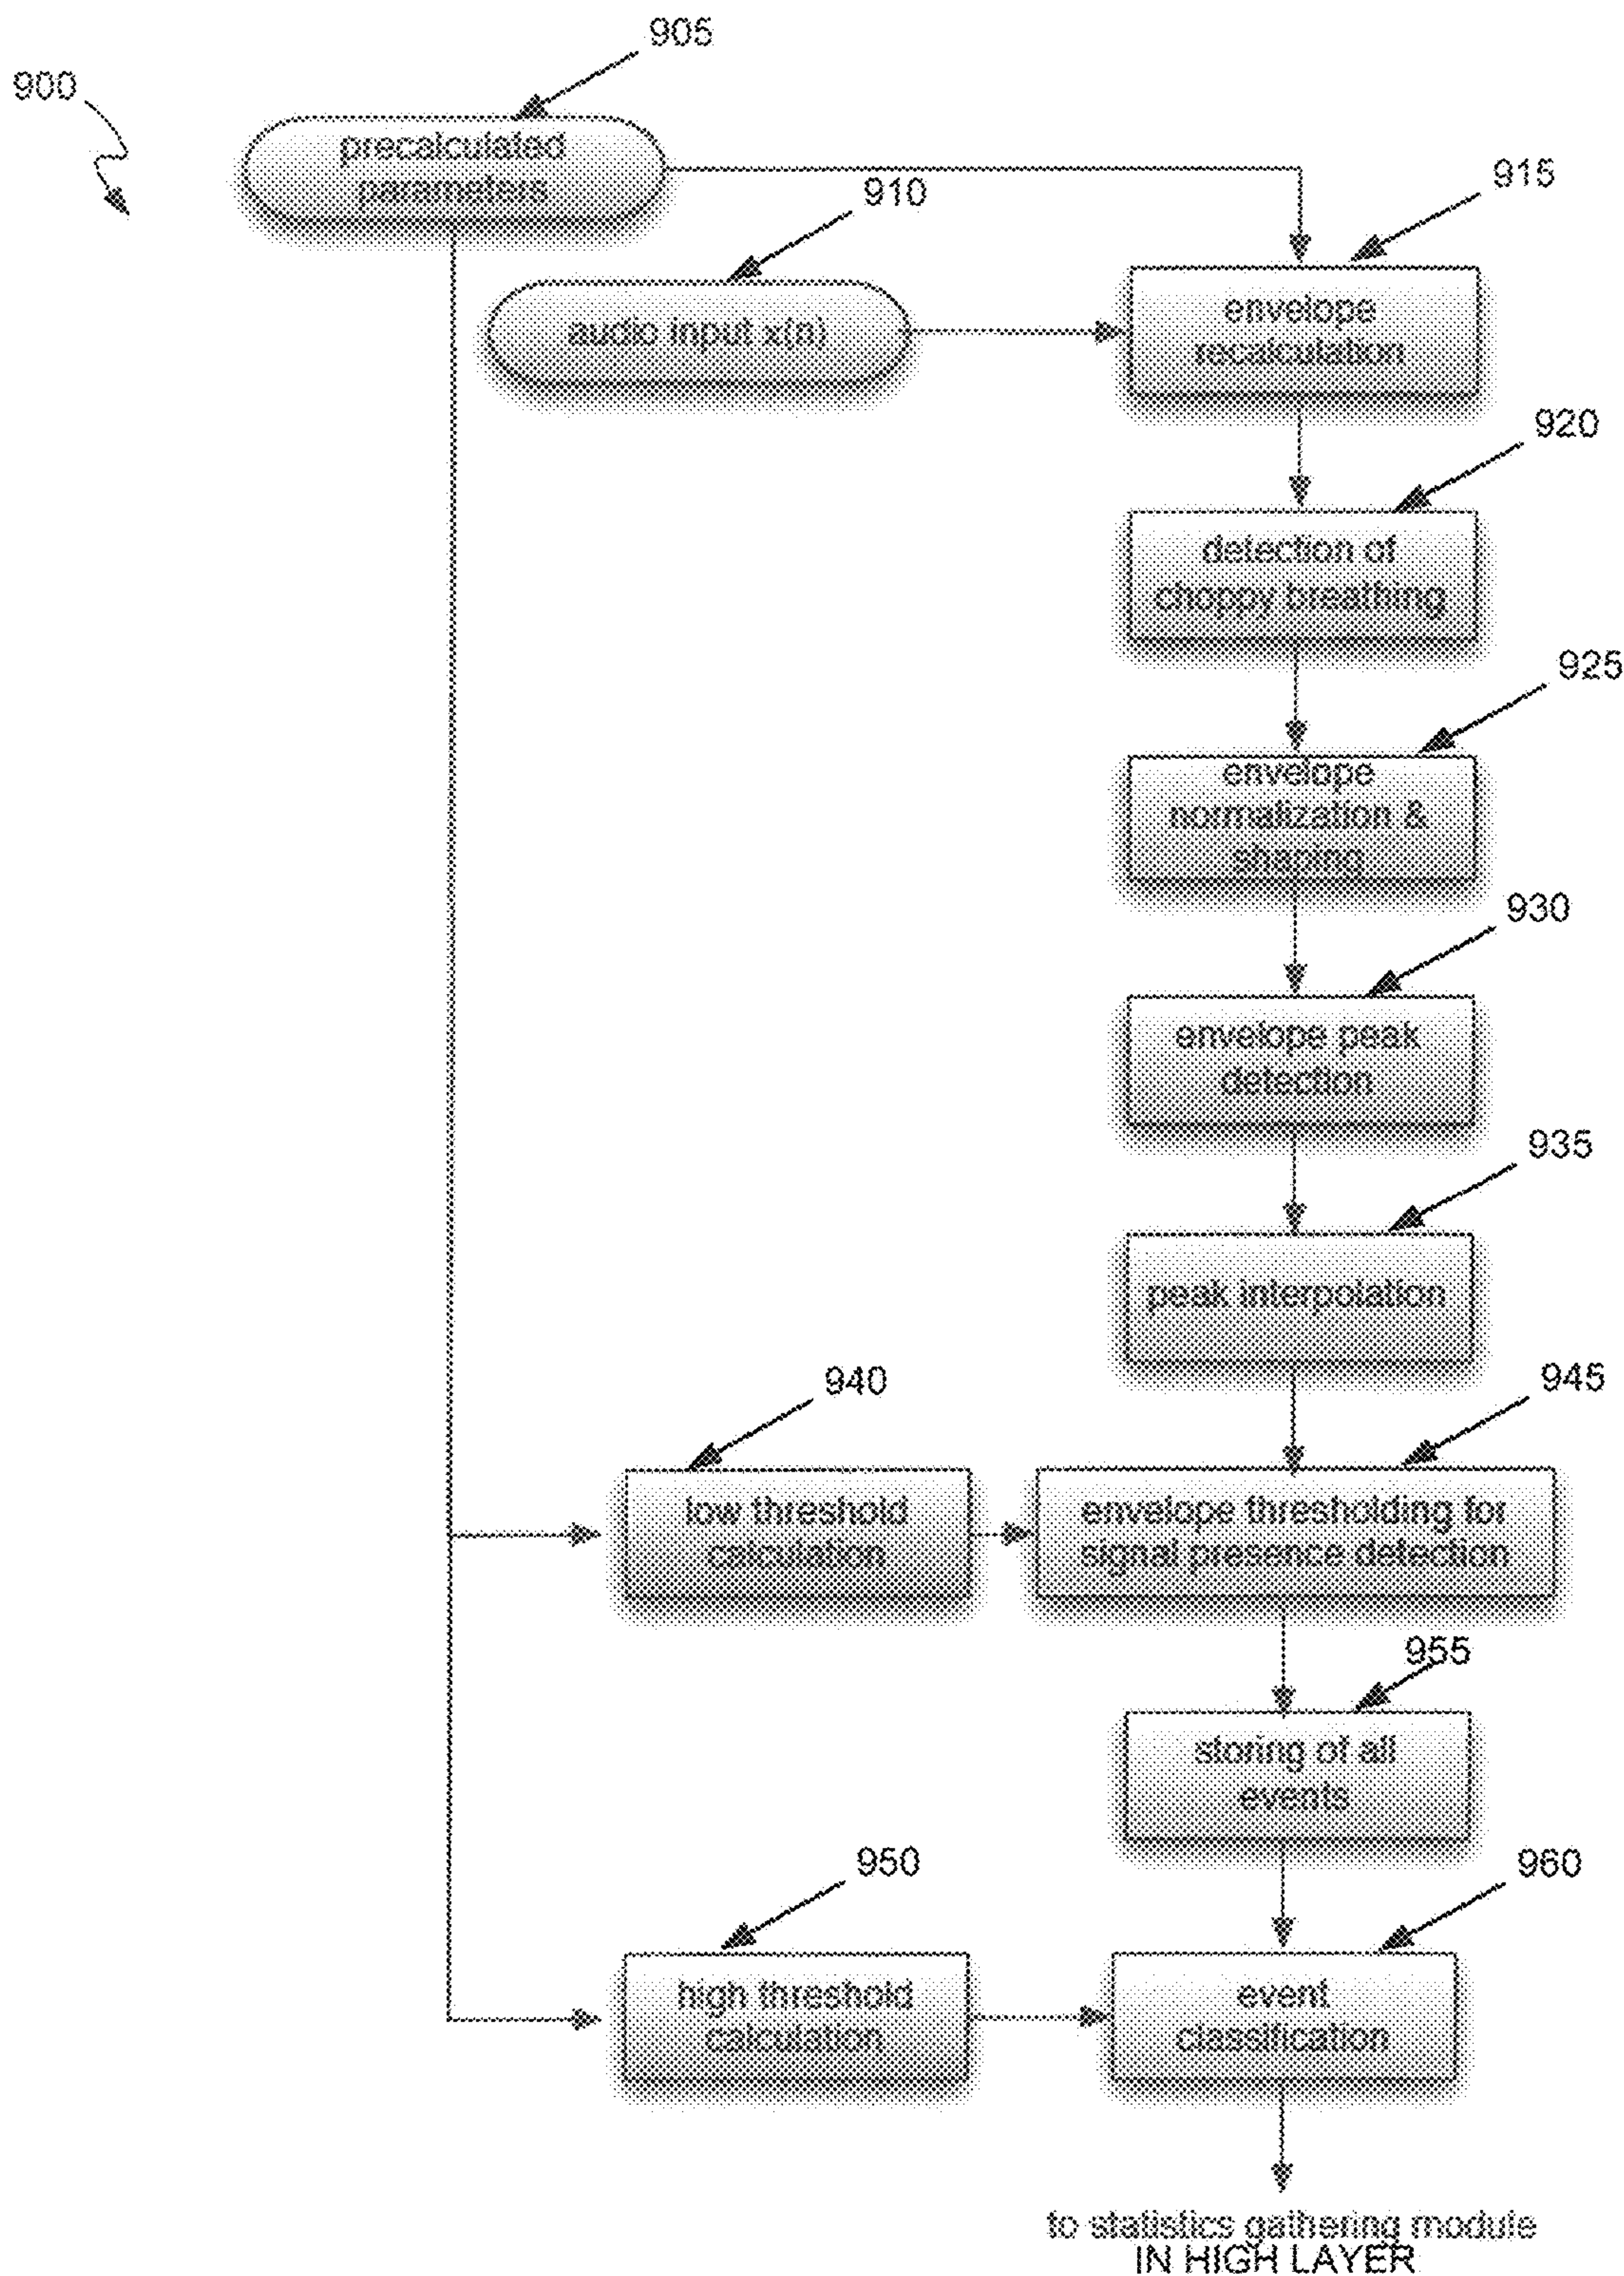 905
900
precalculated
parameters
910
915
audio input x(n)
envelope
recalculation
920
detection of
choppy breathing
925
envelope
normalization &
shaping
930
envelope peak
detection
935
peak interpolation
940
945
low threshold
calculation
envelope thresholding for
signal presence detection
955
storing of all
events
950
960
high threshold
calculation
event
classification
to statistics gathering module
IN HIGH LAYER